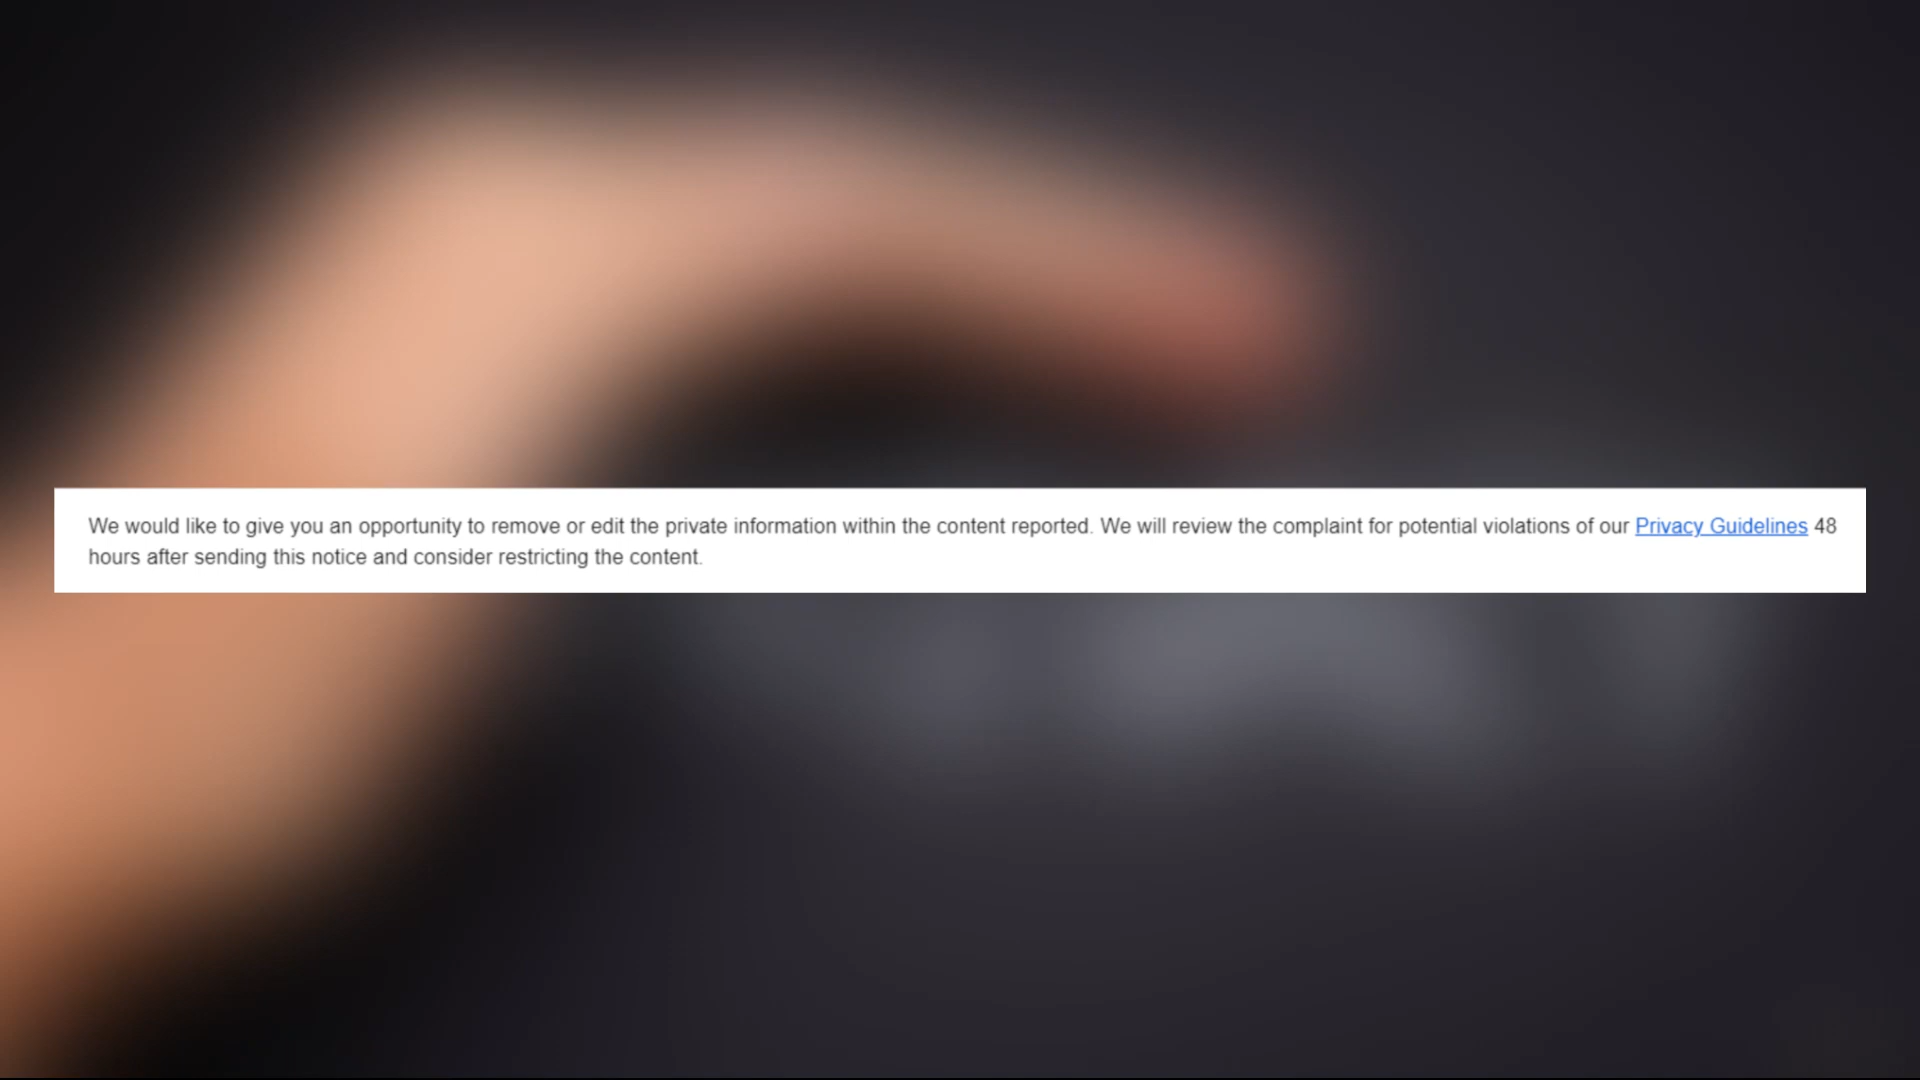 We would like to give you an opportunity to remove or edit the private information within the content reported. We will review the complaint for potential violations of our Privacy Guidelines 48
hours after sending this notice and consider restricting the content.